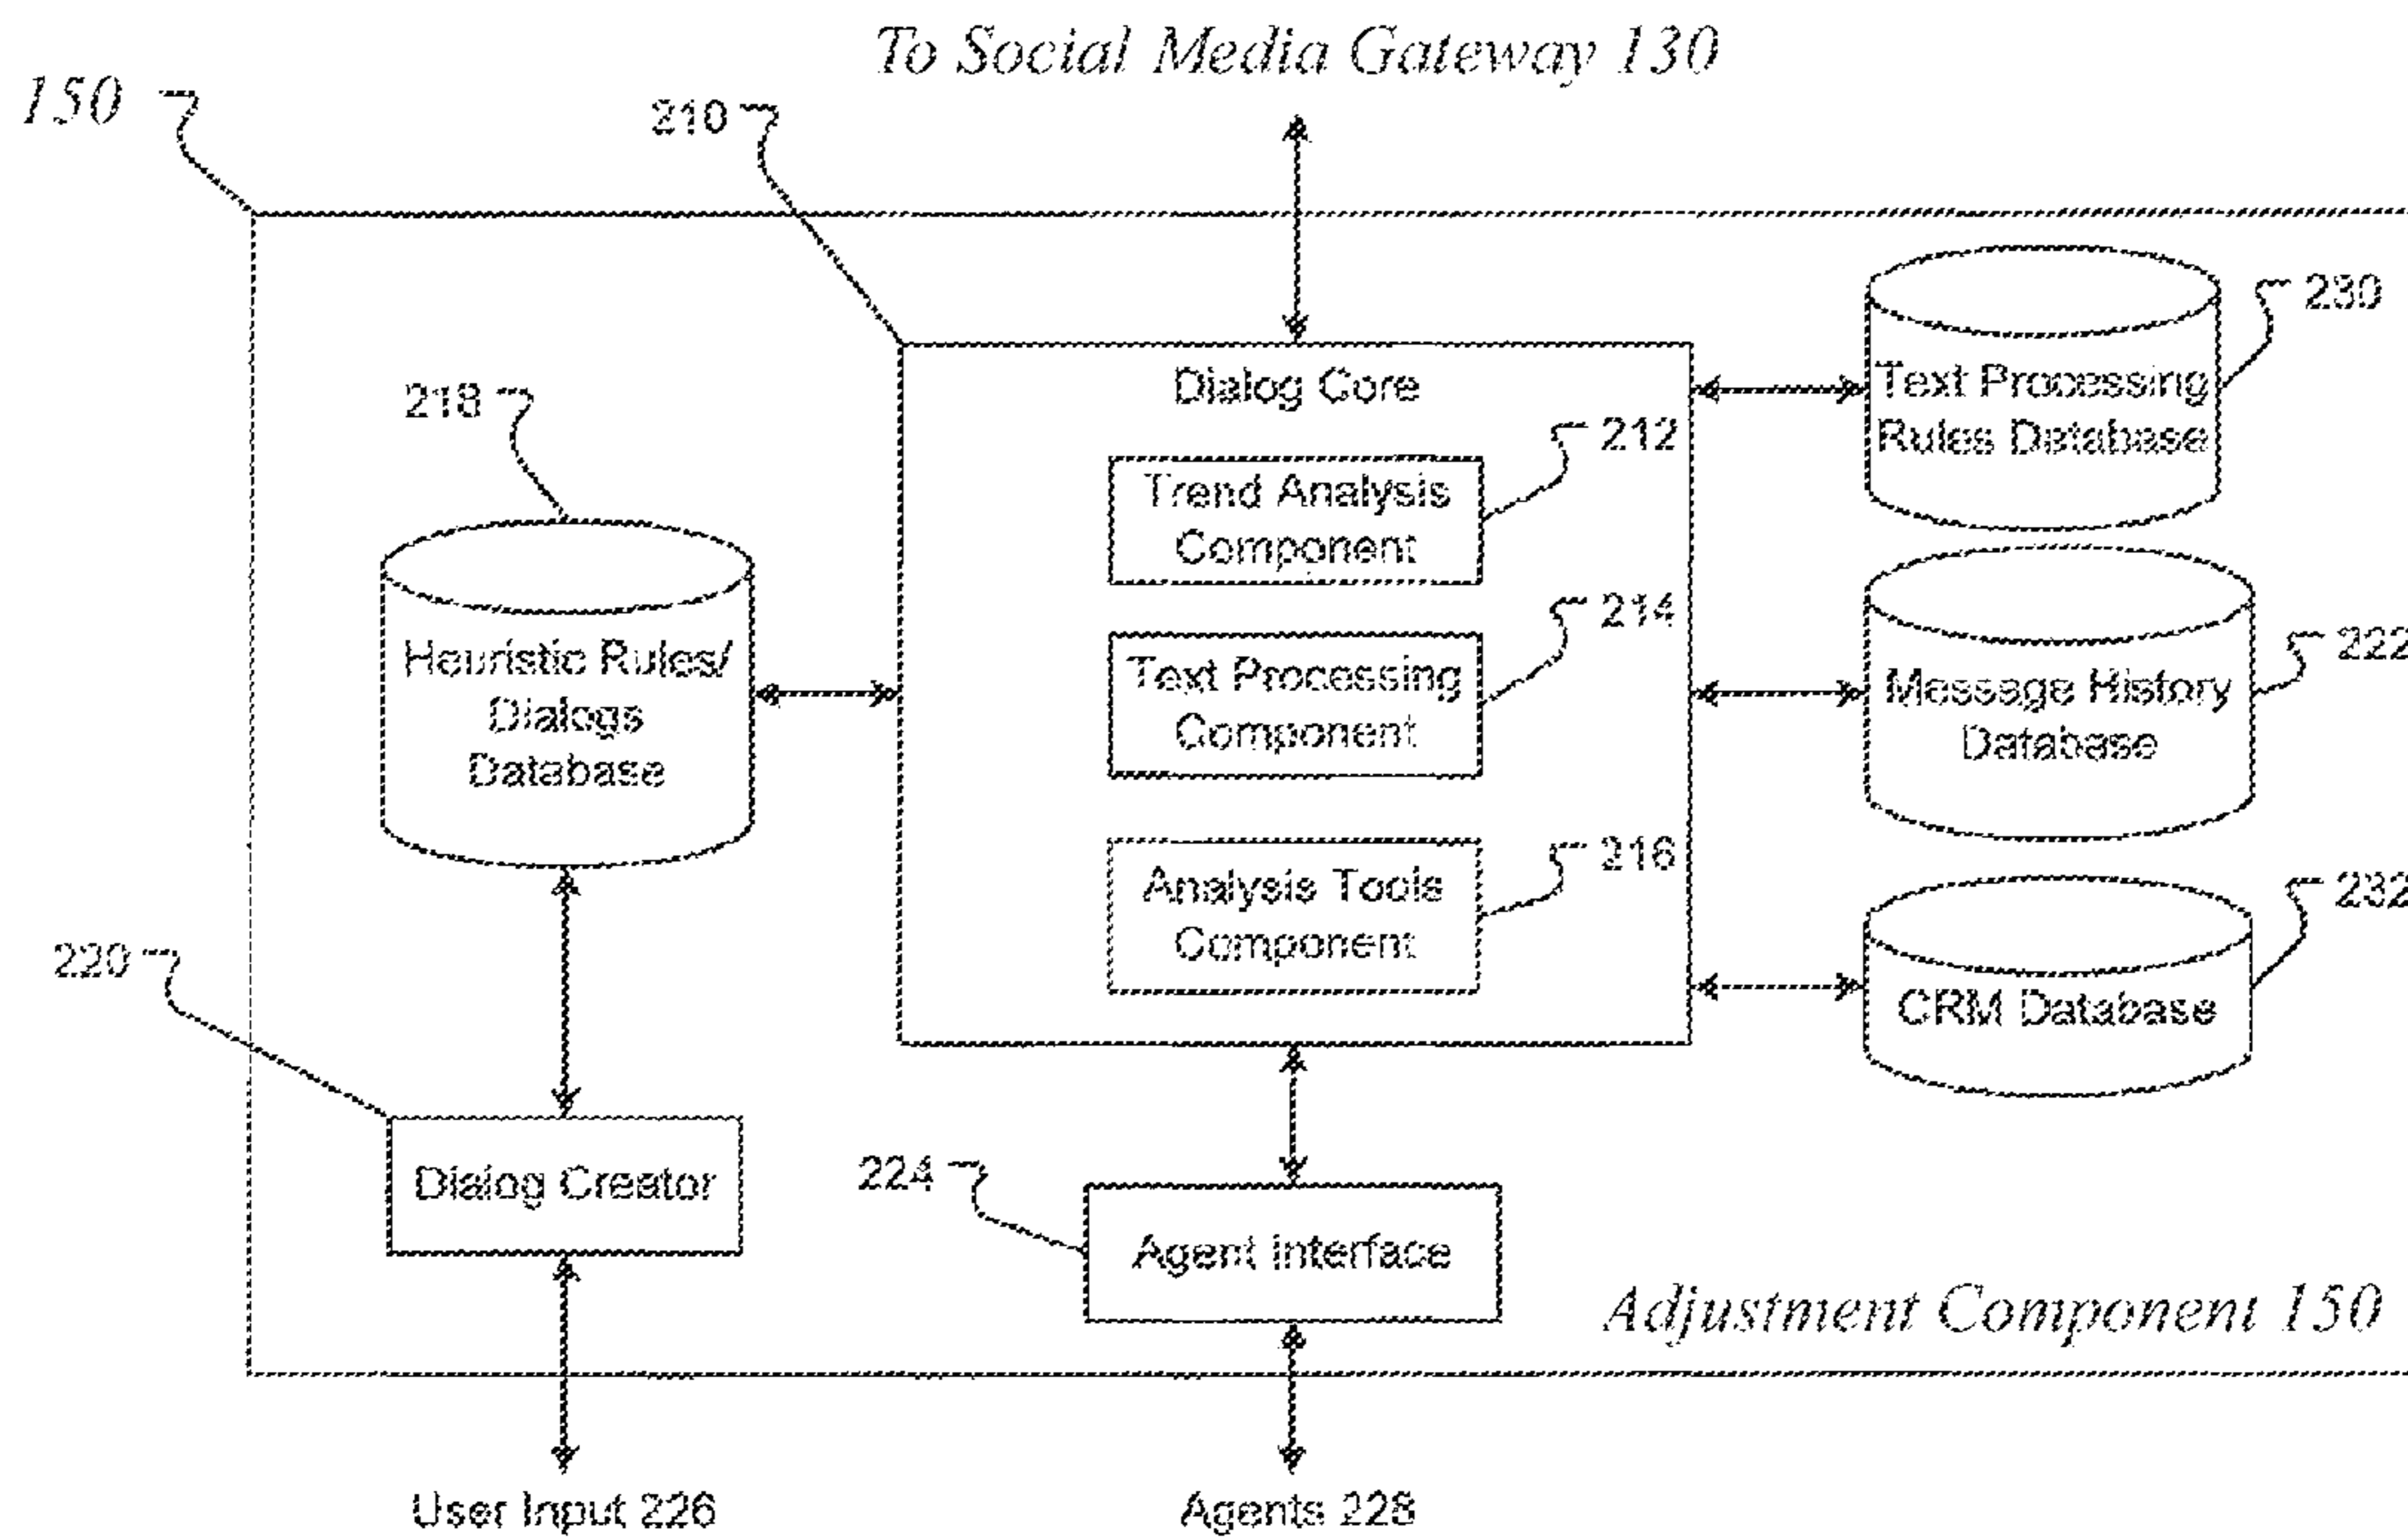 To Social Media Gateway 130
150
210
230
Dialog Core
Text Processing
Rules Database
218
212
Trend Analysis
Component
214
222
Heuristic Rules/
Dialogs
Database
Text Processing
Component
Message History
Database
216
232
Analysis Tools
Component
220
CRM Database
Dialog Creator
224
Agent Interface
Adjustment Component 150
User Input 226
Agents 228